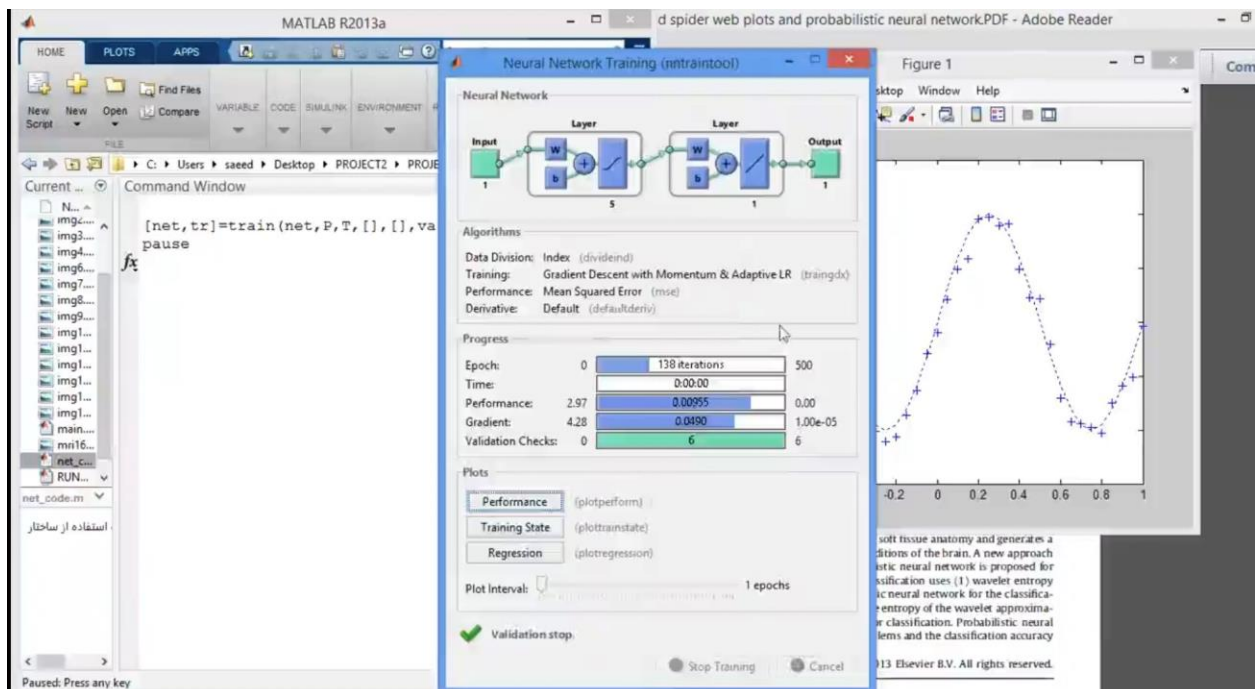 MATLAB R2013a
d spider web plots and probabilistic neural network.PDF - Adobe Reader
HOME PLOTS APPS
New Script
New
Open
Find Files
Compare
FILE
VARIABLE
CODE
SIMULINK
ENVIRONMENT
C: Users saeed Desktop PROJECT2 PROJE
Current ...
N...
img2....
img3....
img4....
img6....
img7....
img8....
img9....
img1...
img1...
img1...
img1...
img1...
img1...
main....
mri16...
net_c...
RUN...
net_code.m
استفاده از ساختار
Paused: Press any key
Command Window
[net,tr]=train(net,P,T,[],[],va
pause
fx
Neural Network Training (nntraintool)
Neural Network
Input
1
Layer
W
b
5
Layer
W
b
1
Output
1
Algorithms
Data Division: Index (divideind)
Training: Gradient Descent with Momentum & Adaptive LR (traingdx)
Performance: Mean Squared Error (mse)
Derivative: Default (defaultderiv)
Progress
Epoch: 0 138 iterations 500
Time: 0:00:00
Performance: 2.97 0.00955 0.00
Gradient: 4.28 0.0490 1.00e-05
Validation Checks: 0 6 6
Plots
Performance (plotperform)
Training State (plottrainstate)
Regression (plotregression)
Plot Interval: 1 epochs
Validation stop.
Stop Training Cancel
Figure 1
sktop Window Help
-0.2 0 0.2 0.4 0.6 0.8 1
Com
soft tissue anatomy and generates a
ditions of the brain. A new approach
istic neural network is proposed for
ssification uses (1) wavelet entropy
ic neural network for the classifica-
entropy of the wavelet approxima-
r classification. Probabilistic neural
lems and the classification accuracy
13 Elsevier B.V. All rights reserved.